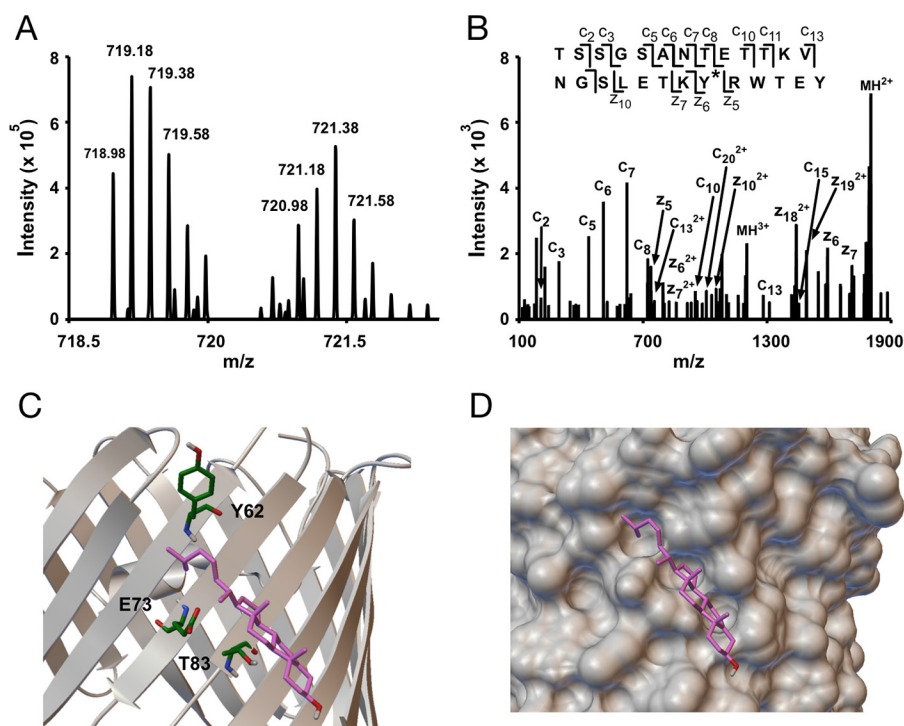 A
Intensity (x 10⁵)
8
6
4
2
0
718.98
719.18
719.38
719.58
720.98
721.18
721.38
721.58
718.5
720
721.5
m/z
B
Intensity (x 10³)
8
6
4
2
0
C₂ C₃ C₅ C₆ C₇ C₈ C₁₀ C₁₁ C₁₃
T S S G S A N T E T T K V
N G S L E T K Y * R W T E Y
Z₁₀ Z₇ Z₆ Z₅
MH²⁺
C₂
C₃
C₅
C₆
C₇
C₈
z₅
C₁₃²⁺
z₆²⁺
z₇²⁺
C₁₀
C₂₀²⁺
z₁₀²⁺
MH³⁺
C₁₃
C₁₅
z₁₈²⁺
z₁₉²⁺
z₆
z₇
100
700
1300
1900
m/z
C
Y62
E73
T83
D